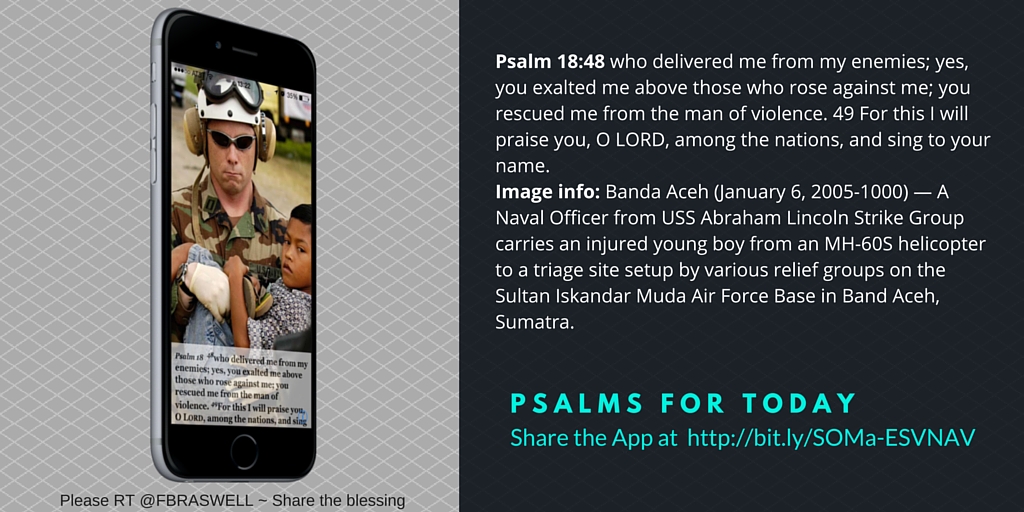 13:22
25%
Psalm 18 48who delivered me from my
enemies; yes, you exalted me above
those who rose against me; you
rescued me from the man of
violence. 49For this I will praise you,
O LORD, among the nations, and sing
Please RT @FBRASWELL ~ Share the blessing
Psalm 18:48 who delivered me from my enemies; yes,
you exalted me above those who rose against me; you
rescued me from the man of violence. 49 For this I will
praise you, O LORD, among the nations, and sing to your
name.
Image info: Banda Aceh (January 6, 2005-1000) — A
Naval Officer from USS Abraham Lincoln Strike Group
carries an injured young boy from an MH-60S helicopter
to a triage site setup by various relief groups on the
Sultan Iskandar Muda Air Force Base in Band Aceh,
Sumatra.
PSALMS FOR TODAY
Share the App at http://bit.ly/SOMa-ESVNAV